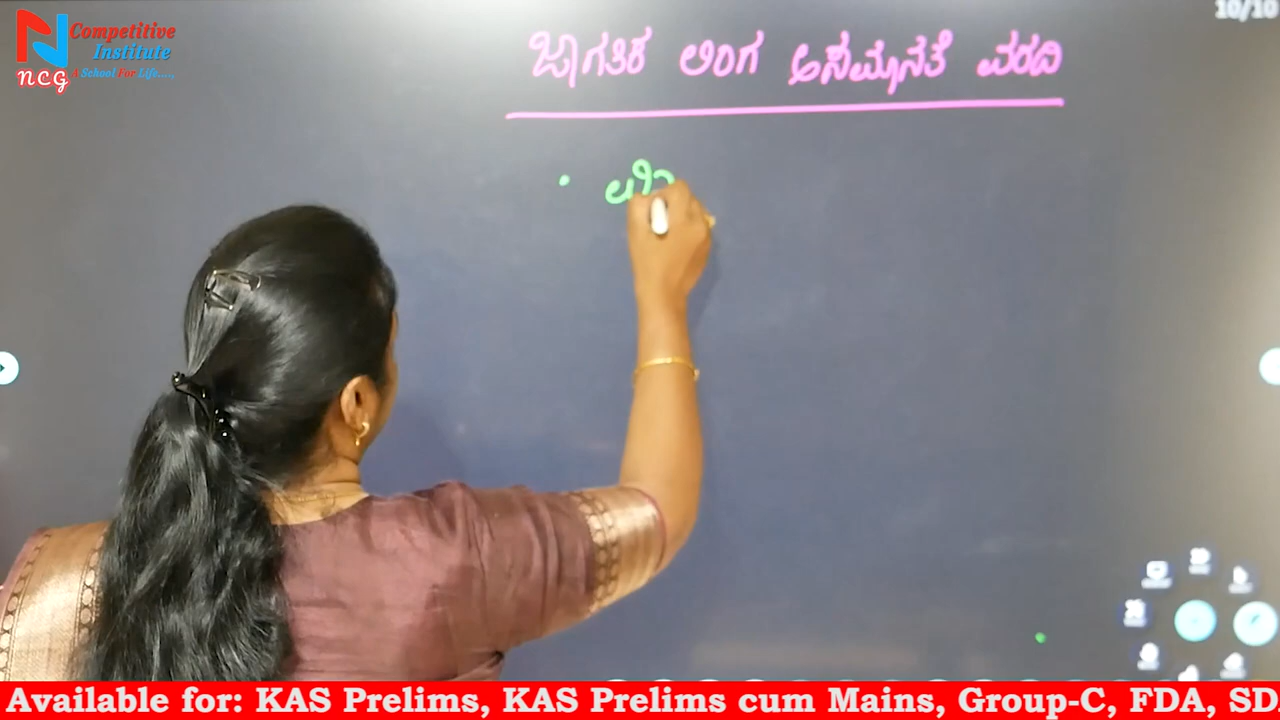 Competitive
Institute
A School For Life.....
NCG
10/10
ಜಾಗತಿಕ ಲಿಂಗ ಅಸಮಾನತೆ ವರದಿ
Available for: KAS Prelims, KAS Prelims cum Mains, Group-C, FDA, SDA